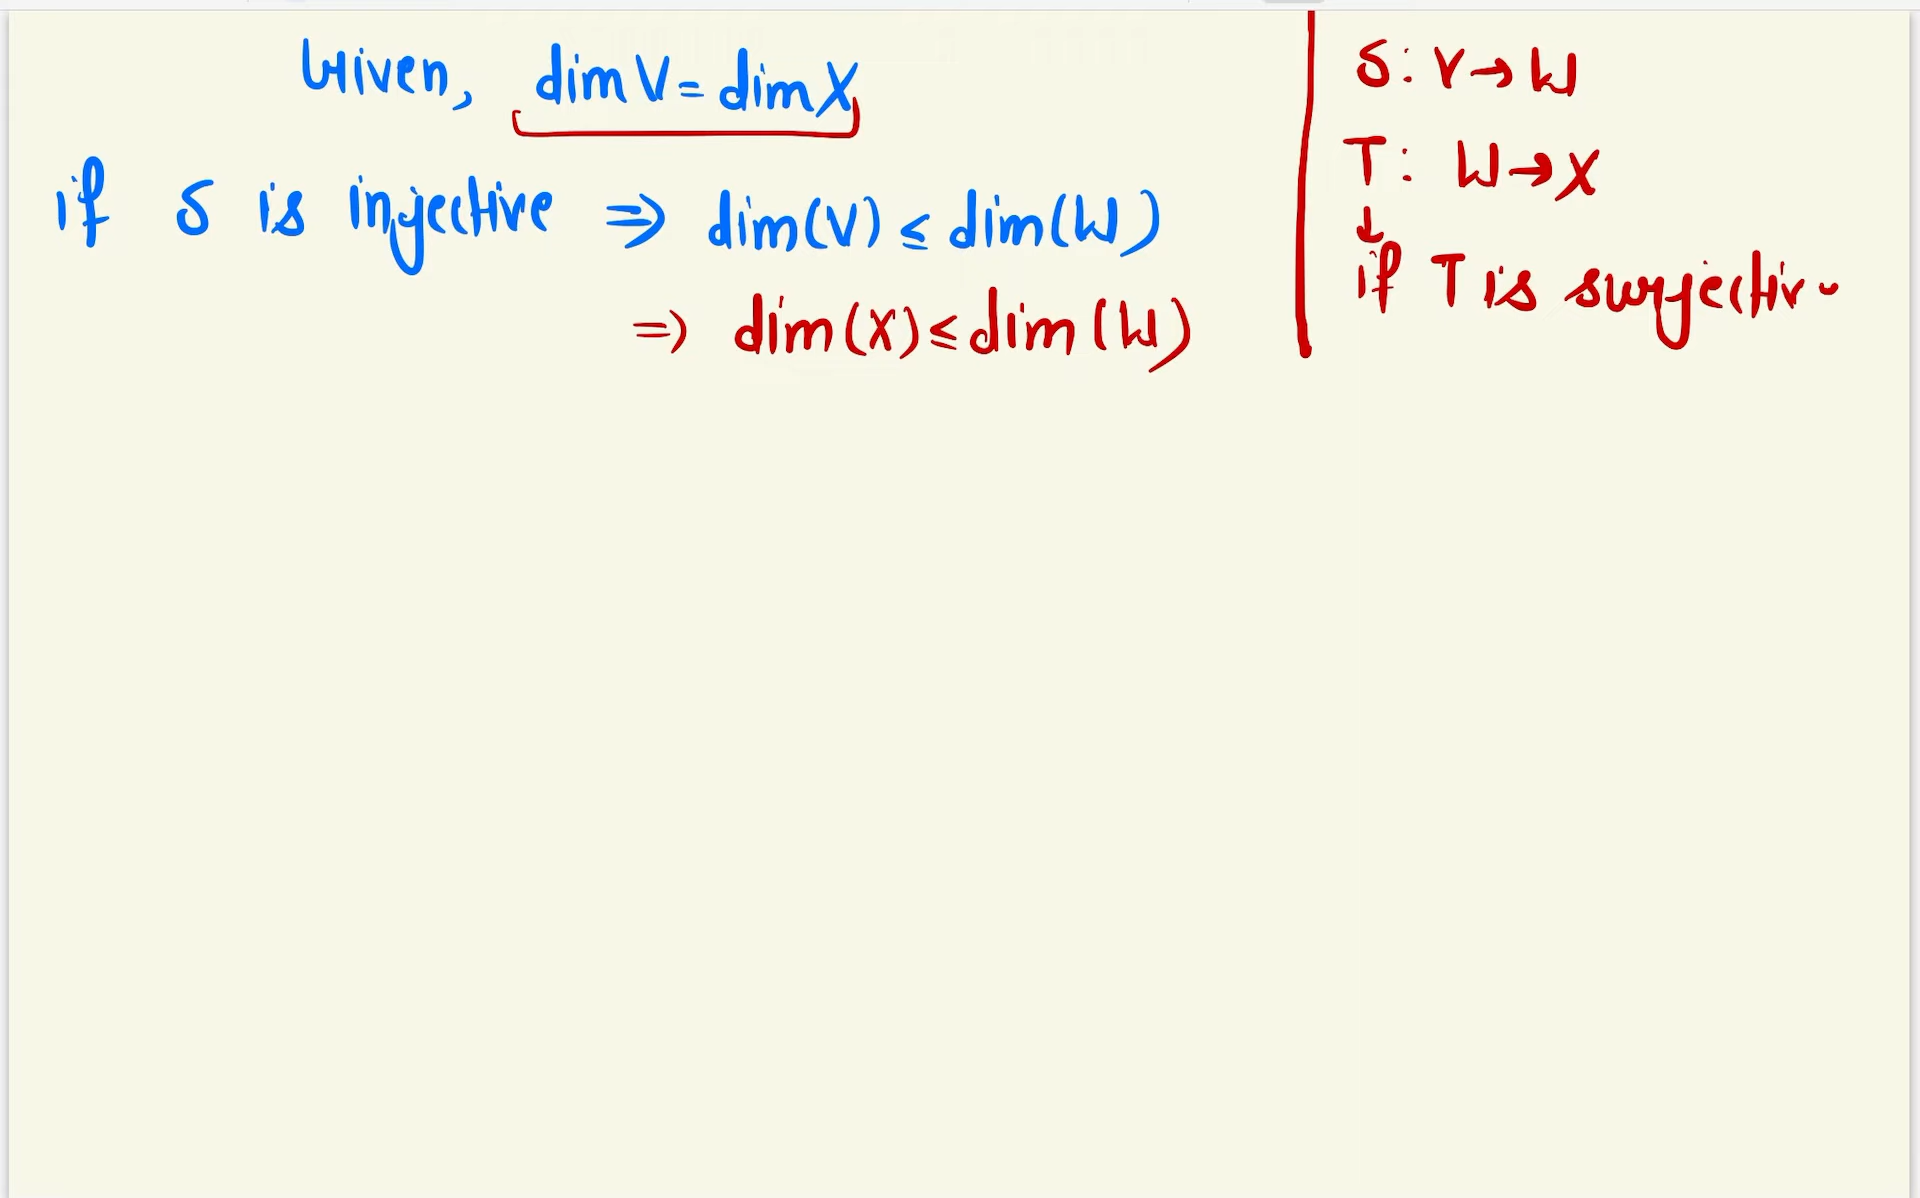 Given, dim V = dim X
if S is injective ⇒ dim(V) ≤ dim(W)
⇒ dim(X) ≤ dim(W)
S: V → W
T: W → X
↓
if T is surjective